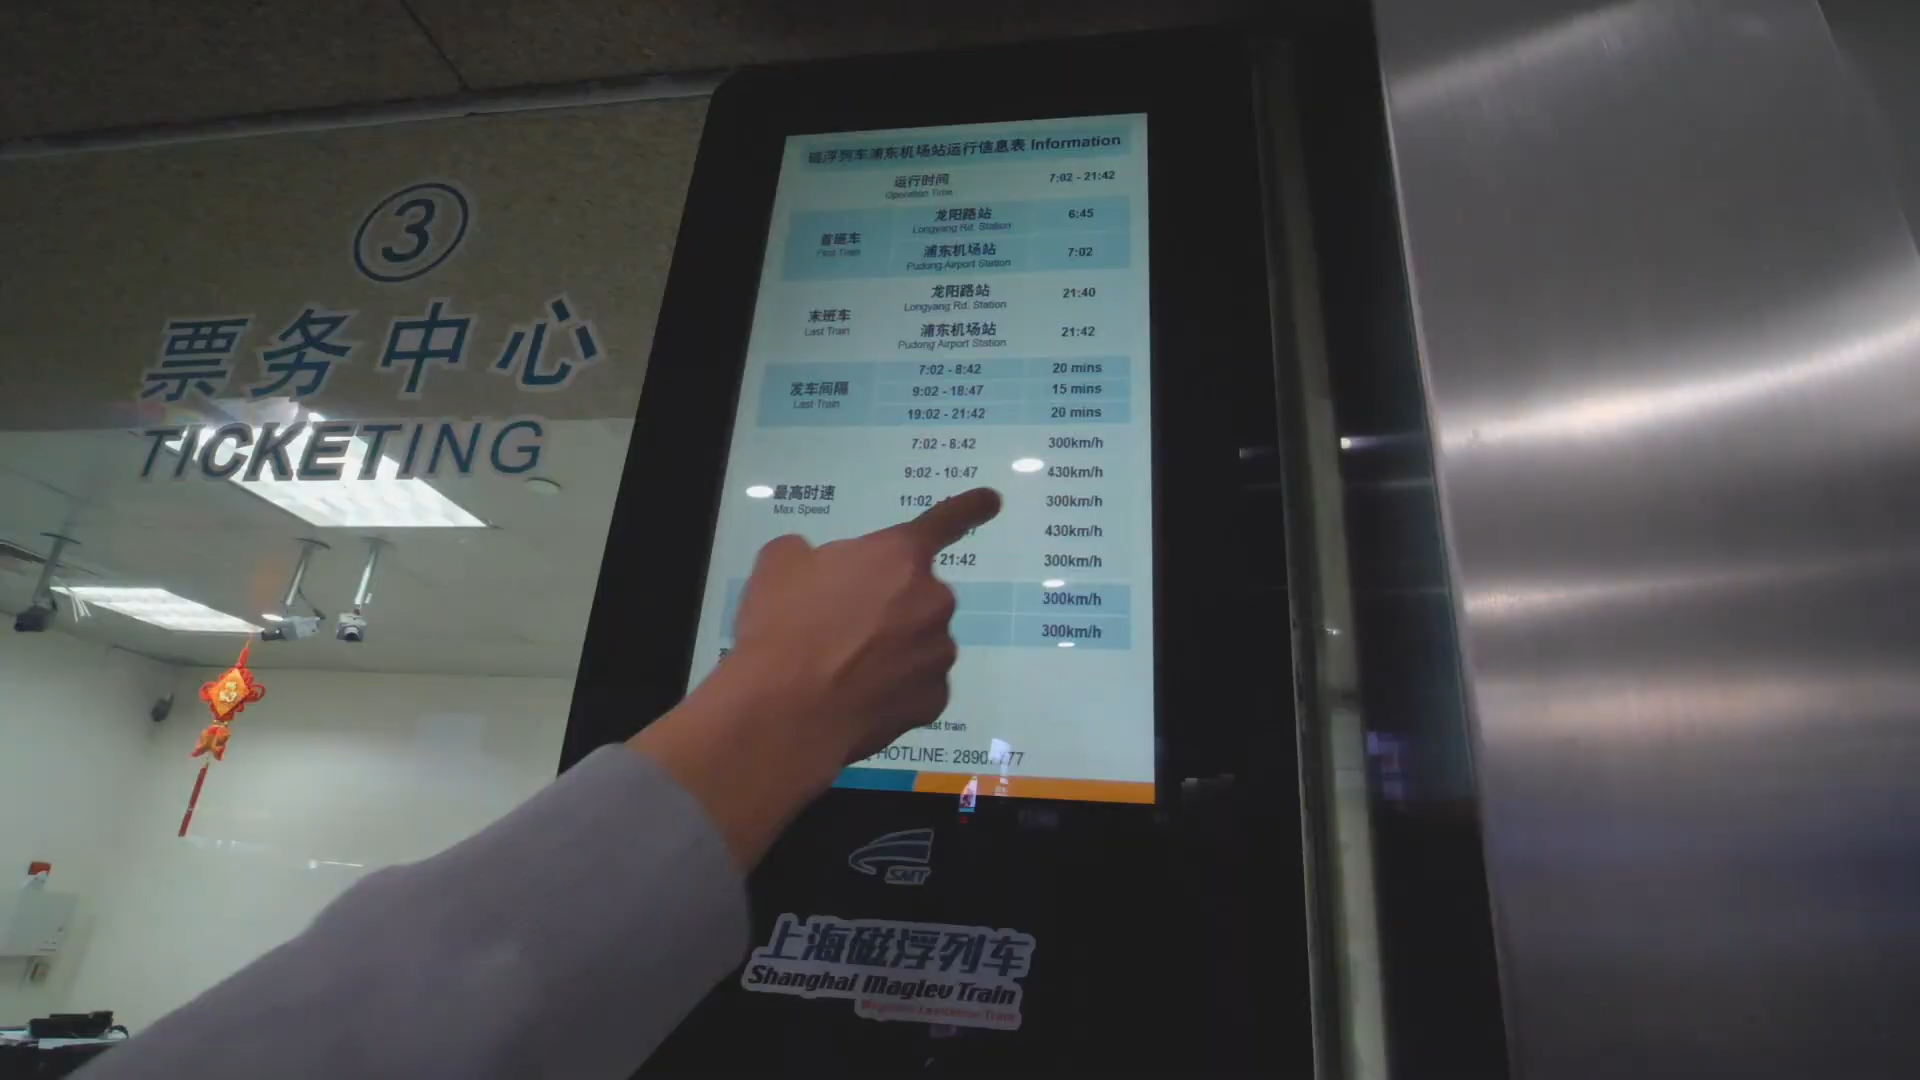 ③
票务中心
TICKETING
磁浮列车浦东机场站运行信息表 Information
运行时间 7:02 - 21:42
Operation Time
首班车
First Train
龙阳路站 6:45
Longyang Rd. Station
浦东机场站 7:02
Pudong Airport Station
末班车
Last Train
龙阳路站 21:40
Longyang Rd. Station
浦东机场站 21:42
Pudong Airport Station
发车间隔
Last Train
7:02 - 8:42 20 mins
9:02 - 18:47 15 mins
19:02 - 21:42 20 mins
最高时速
Max Speed
7:02 - 8:42 300km/h
9:02 - 10:47 430km/h
11:02 - 300km/h
430km/h
- 21:42 300km/h
300km/h
300km/h
last train
HOTLINE: 2890
SMT
上海磁浮列车
Shanghai Maglev Train
Magnetic Levitation Train